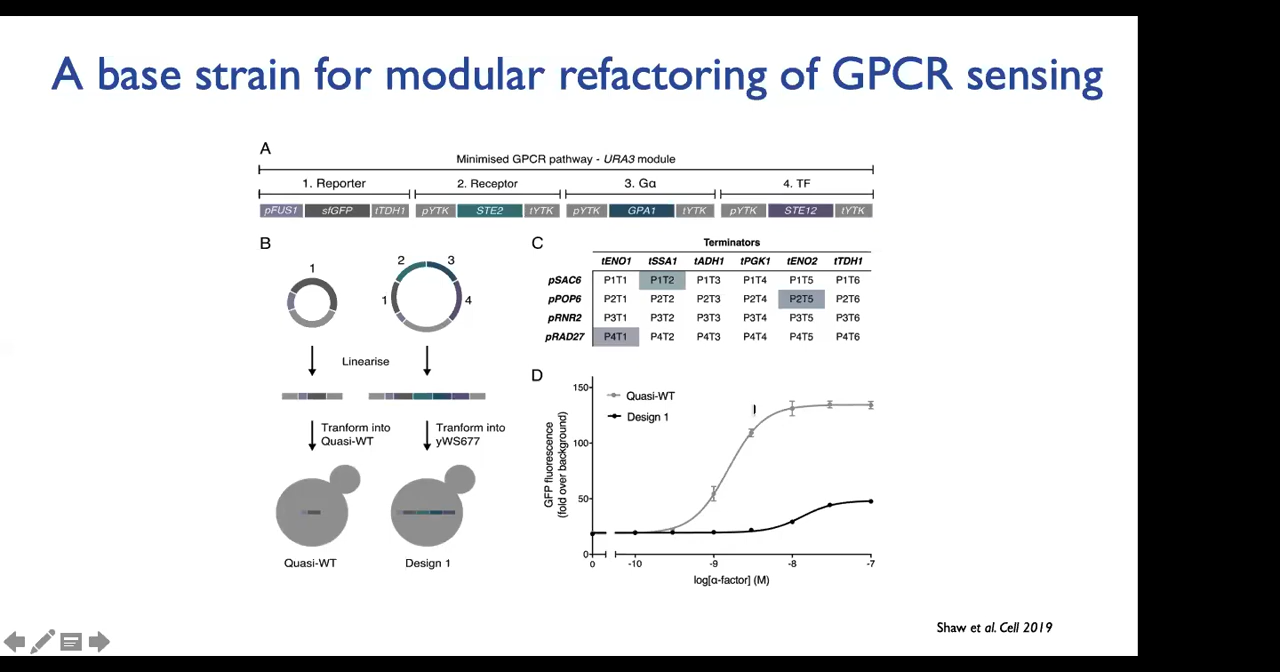 A base strain for modular refactoring of GPCR sensing
A
Minimised GPCR pathway - URA3 module
1. Reporter 2. Receptor 3. Gα 4. TF
pFUS1 sfGFP tTDH1 pYTK STE2 tYTK pYTK GPA1 tYTK pYTK STE12 tYTK
B
1
2 3
1 4
Linearise
Tranform into
Quasi-WT
Tranform into
yWS677
Quasi-WT Design 1
C
Terminators
tENO1 tSSA1 tADH1 tPGK1 tENO2 tTDH1
pSAC6 P1T1 P1T2 P1T3 P1T4 P1T5 P1T6
pPOP6 P2T1 P2T2 P2T3 P2T4 P2T5 P2T6
pRNR2 P3T1 P3T2 P3T3 P3T4 P3T5 P3T6
pRAD27 P4T1 P4T2 P4T3 P4T4 P4T5 P4T6
D
GFP fluorescence
(fold over background)
150
100
50
0
Quasi-WT
Design 1
0 -10 -9 -8 -7
log[α-factor] (M)
Shaw et al. Cell 2019